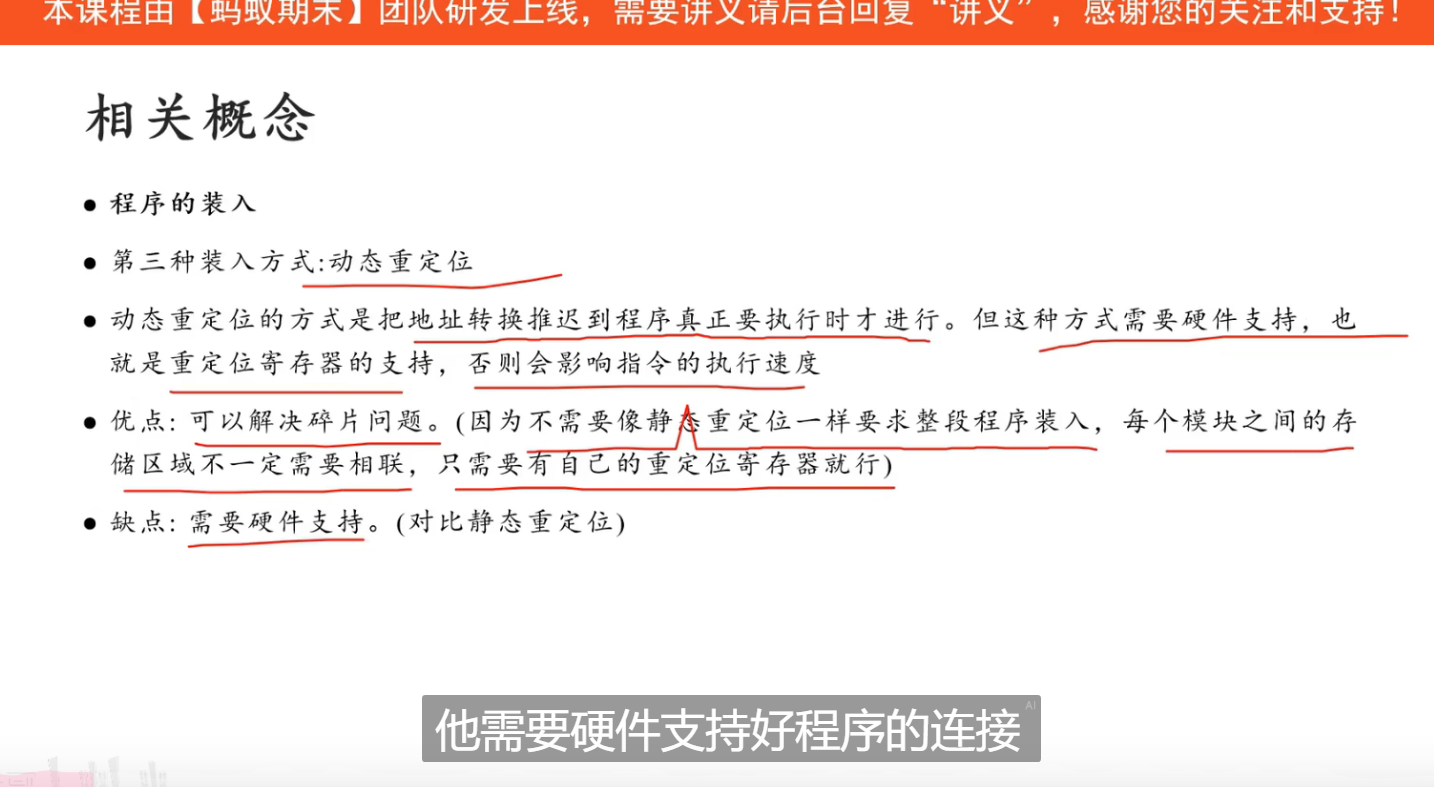 本课程由【蚂蚁期末】团队研发上线，需要讲义请后台回复“讲义”，感谢您的关注和支持！
相关概念
● 程序的装入
● 第三种装入方式:动态重定位
● 动态重定位的方式是把地址转换推迟到程序真正要执行时才进行。但这种方式需要硬件支持，也
就是重定位寄存器的支持，否则会影响指令的执行速度
● 优点: 可以解决碎片问题。(因为不需要像静态重定位一样要求整段程序装入，每个模块之间的存
储区域不一定需要相联，只需要有自己的重定位寄存器就行)
● 缺点: 需要硬件支持。(对比静态重定位)
AI
他需要硬件支持好程序的连接